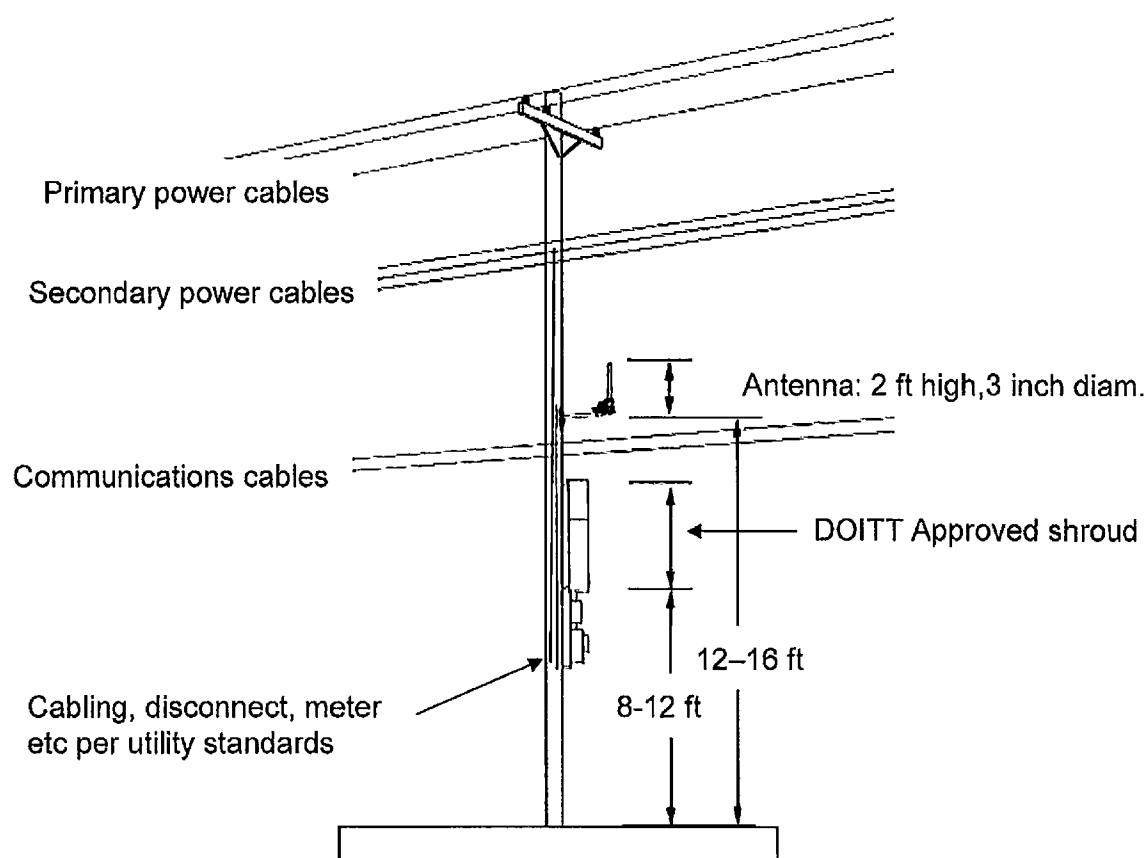 Primary power cables
Secondary power cables
Antenna: 2 ft high,3 inch diam.
Communications cables
DOITT Approved shroud
12–16 ft
8-12 ft
Cabling, disconnect, meter
etc per utility standards